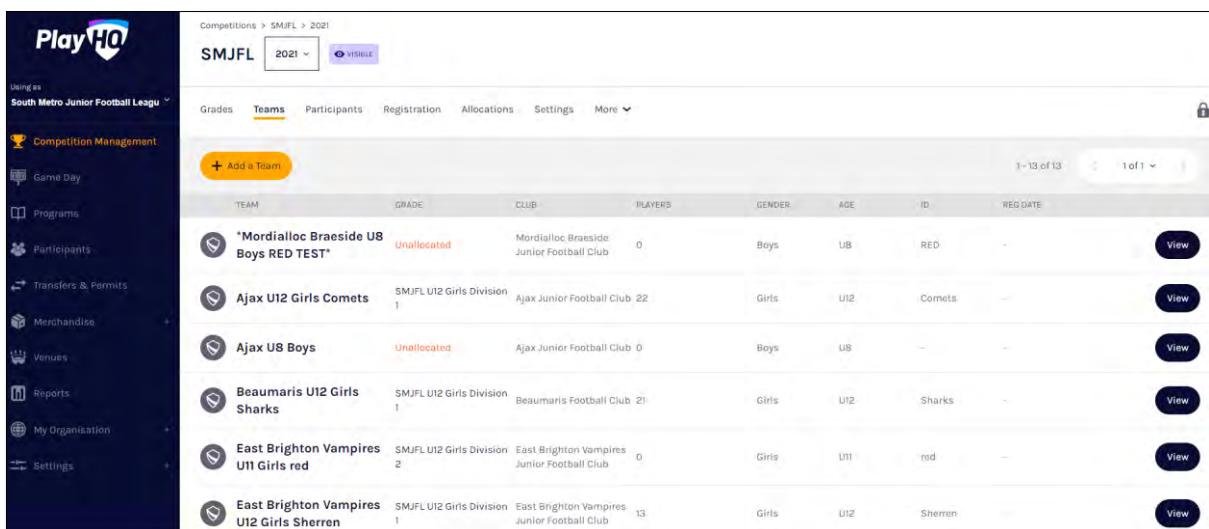 PlayHQ
Using as
South Metro Junior Football Leagu
Competition Management
Game Day
Programs
Participants
Transfers & Permits
Merchandise +
Venues
Reports
My Organisation +
Settings +
Competitions > SMJFL > 2021
SMJFL 2021 VISIBLE
Grades Teams Participants Registration Allocations Settings More
+ Add a Team 1-13 of 13 1 of 1
TEAM GRADE CLUB PLAYERS GENDER AGE ID REG DATE
*Mordialloc Braeside U8 Boys RED TEST* Unallocated Mordialloc Braeside Junior Football Club 0 Boys U8 RED - View
Ajax U12 Girls Comets SMJFL U12 Girls Division 1 Ajax Junior Football Club 22 Girls U12 Comets - View
Ajax U8 Boys Unallocated Ajax Junior Football Club 0 Boys U8 - - View
Beaumaris U12 Girls Sharks SMJFL U12 Girls Division 1 Beaumaris Football Club 21 Girls U12 Sharks - View
East Brighton Vampires U11 Girls red SMJFL U12 Girls Division 2 East Brighton Vampires Junior Football Club 0 Girls U11 red - View
East Brighton Vampires U12 Girls Sherren SMJFL U12 Girls Division 1 East Brighton Vampires Junior Football Club 13 Girls U12 Sherren - View